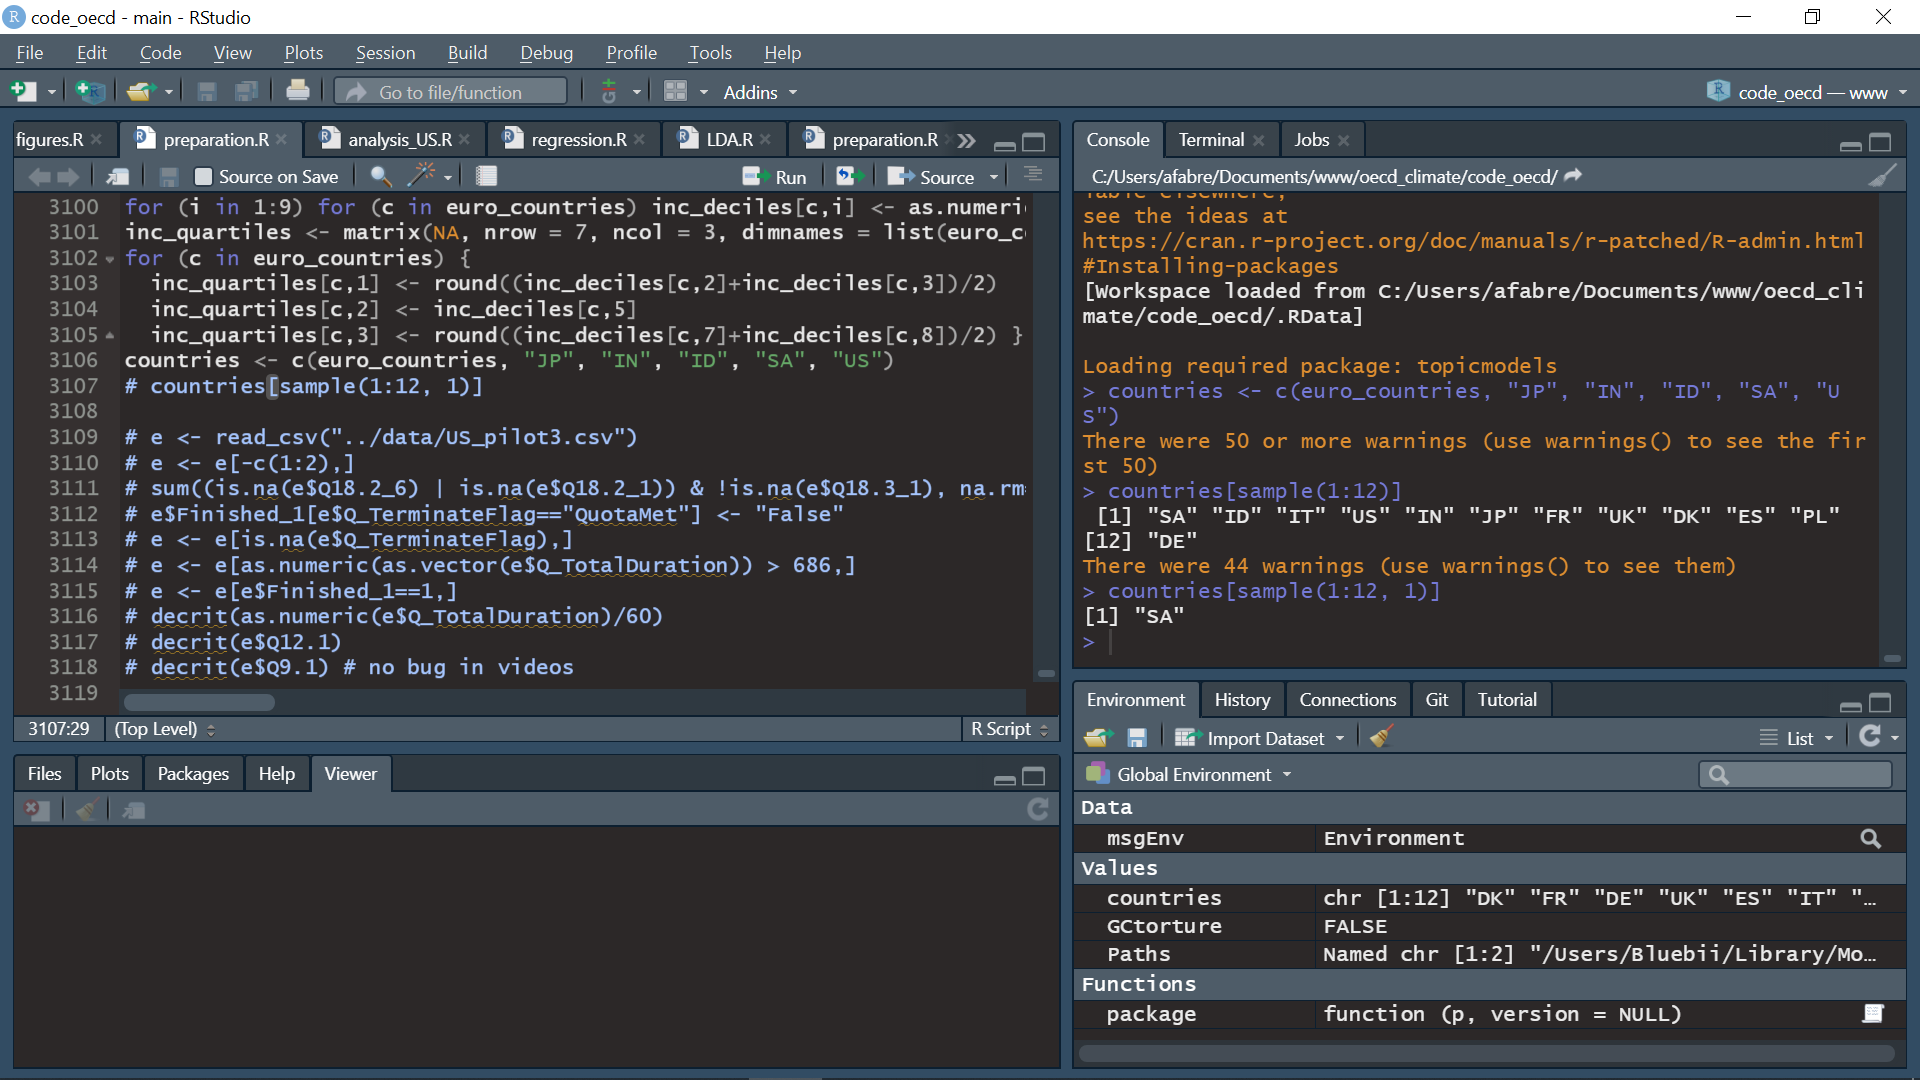 code_oecd - main - RStudio
File Edit Code View Plots Session Build Debug Profile Tools Help
Go to file/function Addins code_oecd — www
figures.R preparation.R analysis_US.R regression.R LDA.R preparation.R
Source on Save Run Source
3100 for (i in 1:9) for (c in euro_countries) inc_deciles[c,i] <- as.numeri
3101 inc_quartiles <- matrix(NA, nrow = 7, ncol = 3, dimnames = list(euro_c
3102 for (c in euro_countries) {
3103 inc_quartiles[c,1] <- round((inc_deciles[c,2]+inc_deciles[c,3])/2)
3104 inc_quartiles[c,2] <- inc_deciles[c,5]
3105 inc_quartiles[c,3] <- round((inc_deciles[c,7]+inc_deciles[c,8])/2) }
3106 countries <- c(euro_countries, "JP", "IN", "ID", "SA", "US")
3107 # countries[sample(1:12, 1)]
3108
3109 # e <- read_csv("../data/US_pilot3.csv")
3110 # e <- e[-c(1:2),]
3111 # sum((is.na(e$Q18.2_6) | is.na(e$Q18.2_1)) & !is.na(e$Q18.3_1), na.rm
3112 # e$Finished_1[e$Q_TerminateFlag=="QuotaMet"] <- "False"
3113 # e <- e[is.na(e$Q_TerminateFlag),]
3114 # e <- e[as.numeric(as.vector(e$Q_TotalDuration)) > 686,]
3115 # e <- e[e$Finished_1==1,]
3116 # decrit(as.numeric(e$Q_TotalDuration)/60)
3117 # decrit(e$Q12.1)
3118 # decrit(e$Q9.1) # no bug in videos
3119
3107:29 (Top Level) R Script
Files Plots Packages Help Viewer
Console Terminal Jobs
C:/Users/afabre/Documents/www/oecd_climate/code_oecd/
see the ideas at
https://cran.r-project.org/doc/manuals/r-patched/R-admin.html
#Installing-packages
[Workspace loaded from C:/Users/afabre/Documents/www/oecd_cli
mate/code_oecd/.RData]
Loading required package: topicmodels
> countries <- c(euro_countries, "JP", "IN", "ID", "SA", "U
S")
There were 50 or more warnings (use warnings() to see the fir
st 50)
> countries[sample(1:12)]
[1] "SA" "ID" "IT" "US" "IN" "JP" "FR" "UK" "DK" "ES" "PL"
[12] "DE"
There were 44 warnings (use warnings() to see them)
> countries[sample(1:12, 1)]
[1] "SA"
>
Environment History Connections Git Tutorial
Import Dataset List
Global Environment
Data
msgEnv Environment
Values
countries chr [1:12] "DK" "FR" "DE" "UK" "ES" "IT" "…
GCtorture FALSE
Paths Named chr [1:2] "/Users/Bluebii/Library/Mo…
Functions
package function (p, version = NULL)